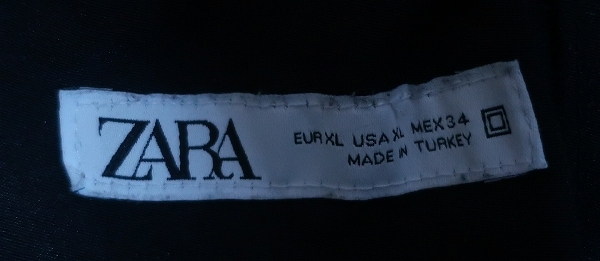 ZARA
EUR XL USA XL MEX 34
MADE IN TURKEY